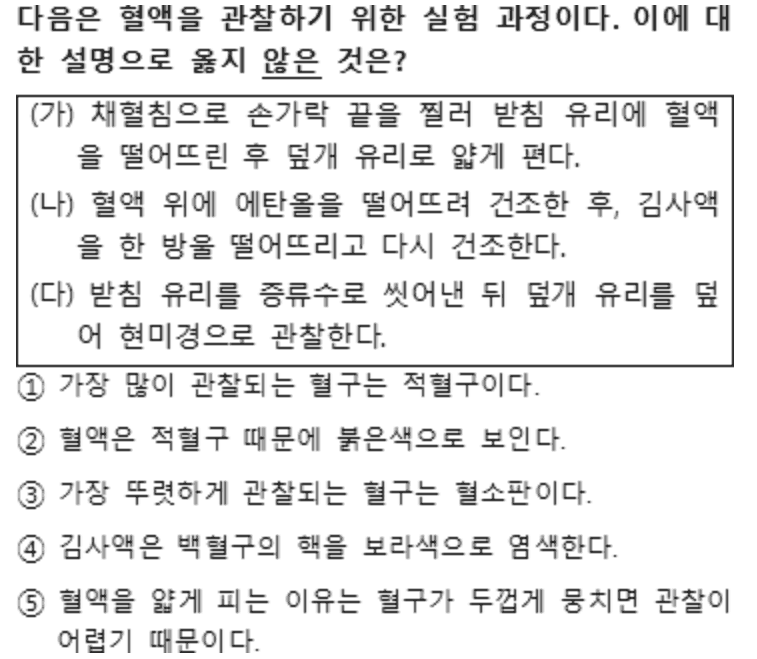 다음은 혈액을 관찰하기 위한 실험 과정이다. 이에 대
한 설명으로 옳지 않은 것은?
(가) 채혈침으로 손가락 끝을 찔러 받침 유리에 혈액
을 떨어뜨린 후 덮개 유리로 얇게 편다.
(나) 혈액 위에 에탄올을 떨어뜨려 건조한 후, 김사액
을 한 방울 떨어뜨리고 다시 건조한다.
(다) 받침 유리를 증류수로 씻어낸 뒤 덮개 유리를 덮
어 현미경으로 관찰한다.
① 가장 많이 관찰되는 혈구는 적혈구이다.
② 혈액은 적혈구 때문에 붉은색으로 보인다.
③ 가장 뚜렷하게 관찰되는 혈구는 혈소판이다.
④ 김사액은 백혈구의 핵을 보라색으로 염색한다.
⑤ 혈액을 얇게 피는 이유는 혈구가 두껍게 뭉치면 관찰이
어렵기 때문이다.